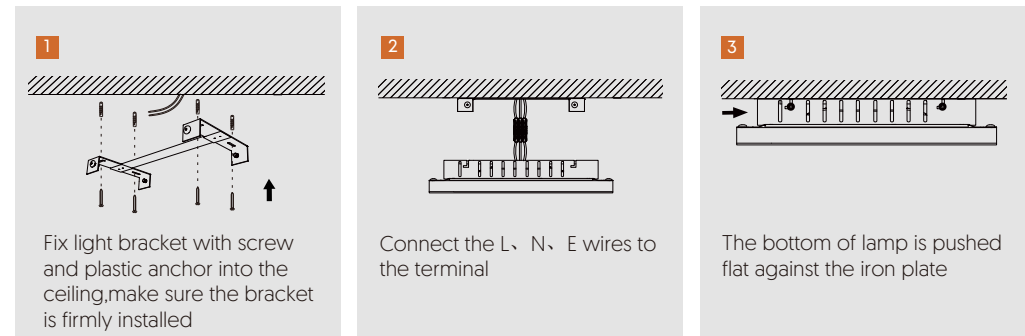 1
Fix light bracket with screw
and plastic anchor into the
ceiling,make sure the bracket
is firmly installed
2
Connect the L、N、E wires to
the terminal
3
The bottom of lamp is pushed
flat against the iron plate